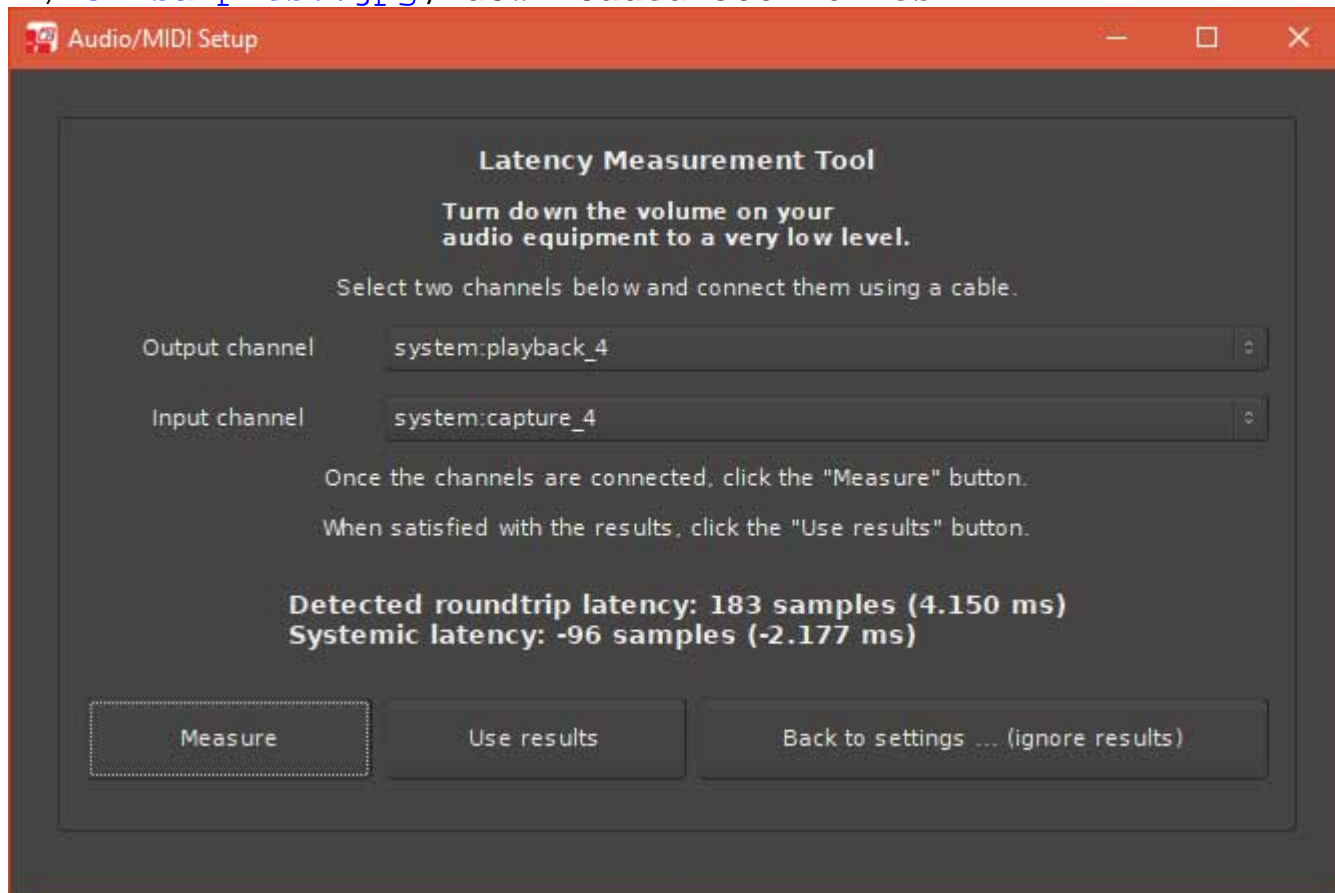 Audio/MIDI Setup
Latency Measurement Tool
Turn down the volume on your
audio equipment to a very low level.
Select two channels below and connect them using a cable.
Output channel system:playback_4
Input channel system:capture_4
Once the channels are connected, click the "Measure" button.
When satisfied with the results, click the "Use results" button.
Detected roundtrip latency: 183 samples (4.150 ms)
Systemic latency: -96 samples (-2.177 ms)
Measure Use results Back to settings ... (ignore results)